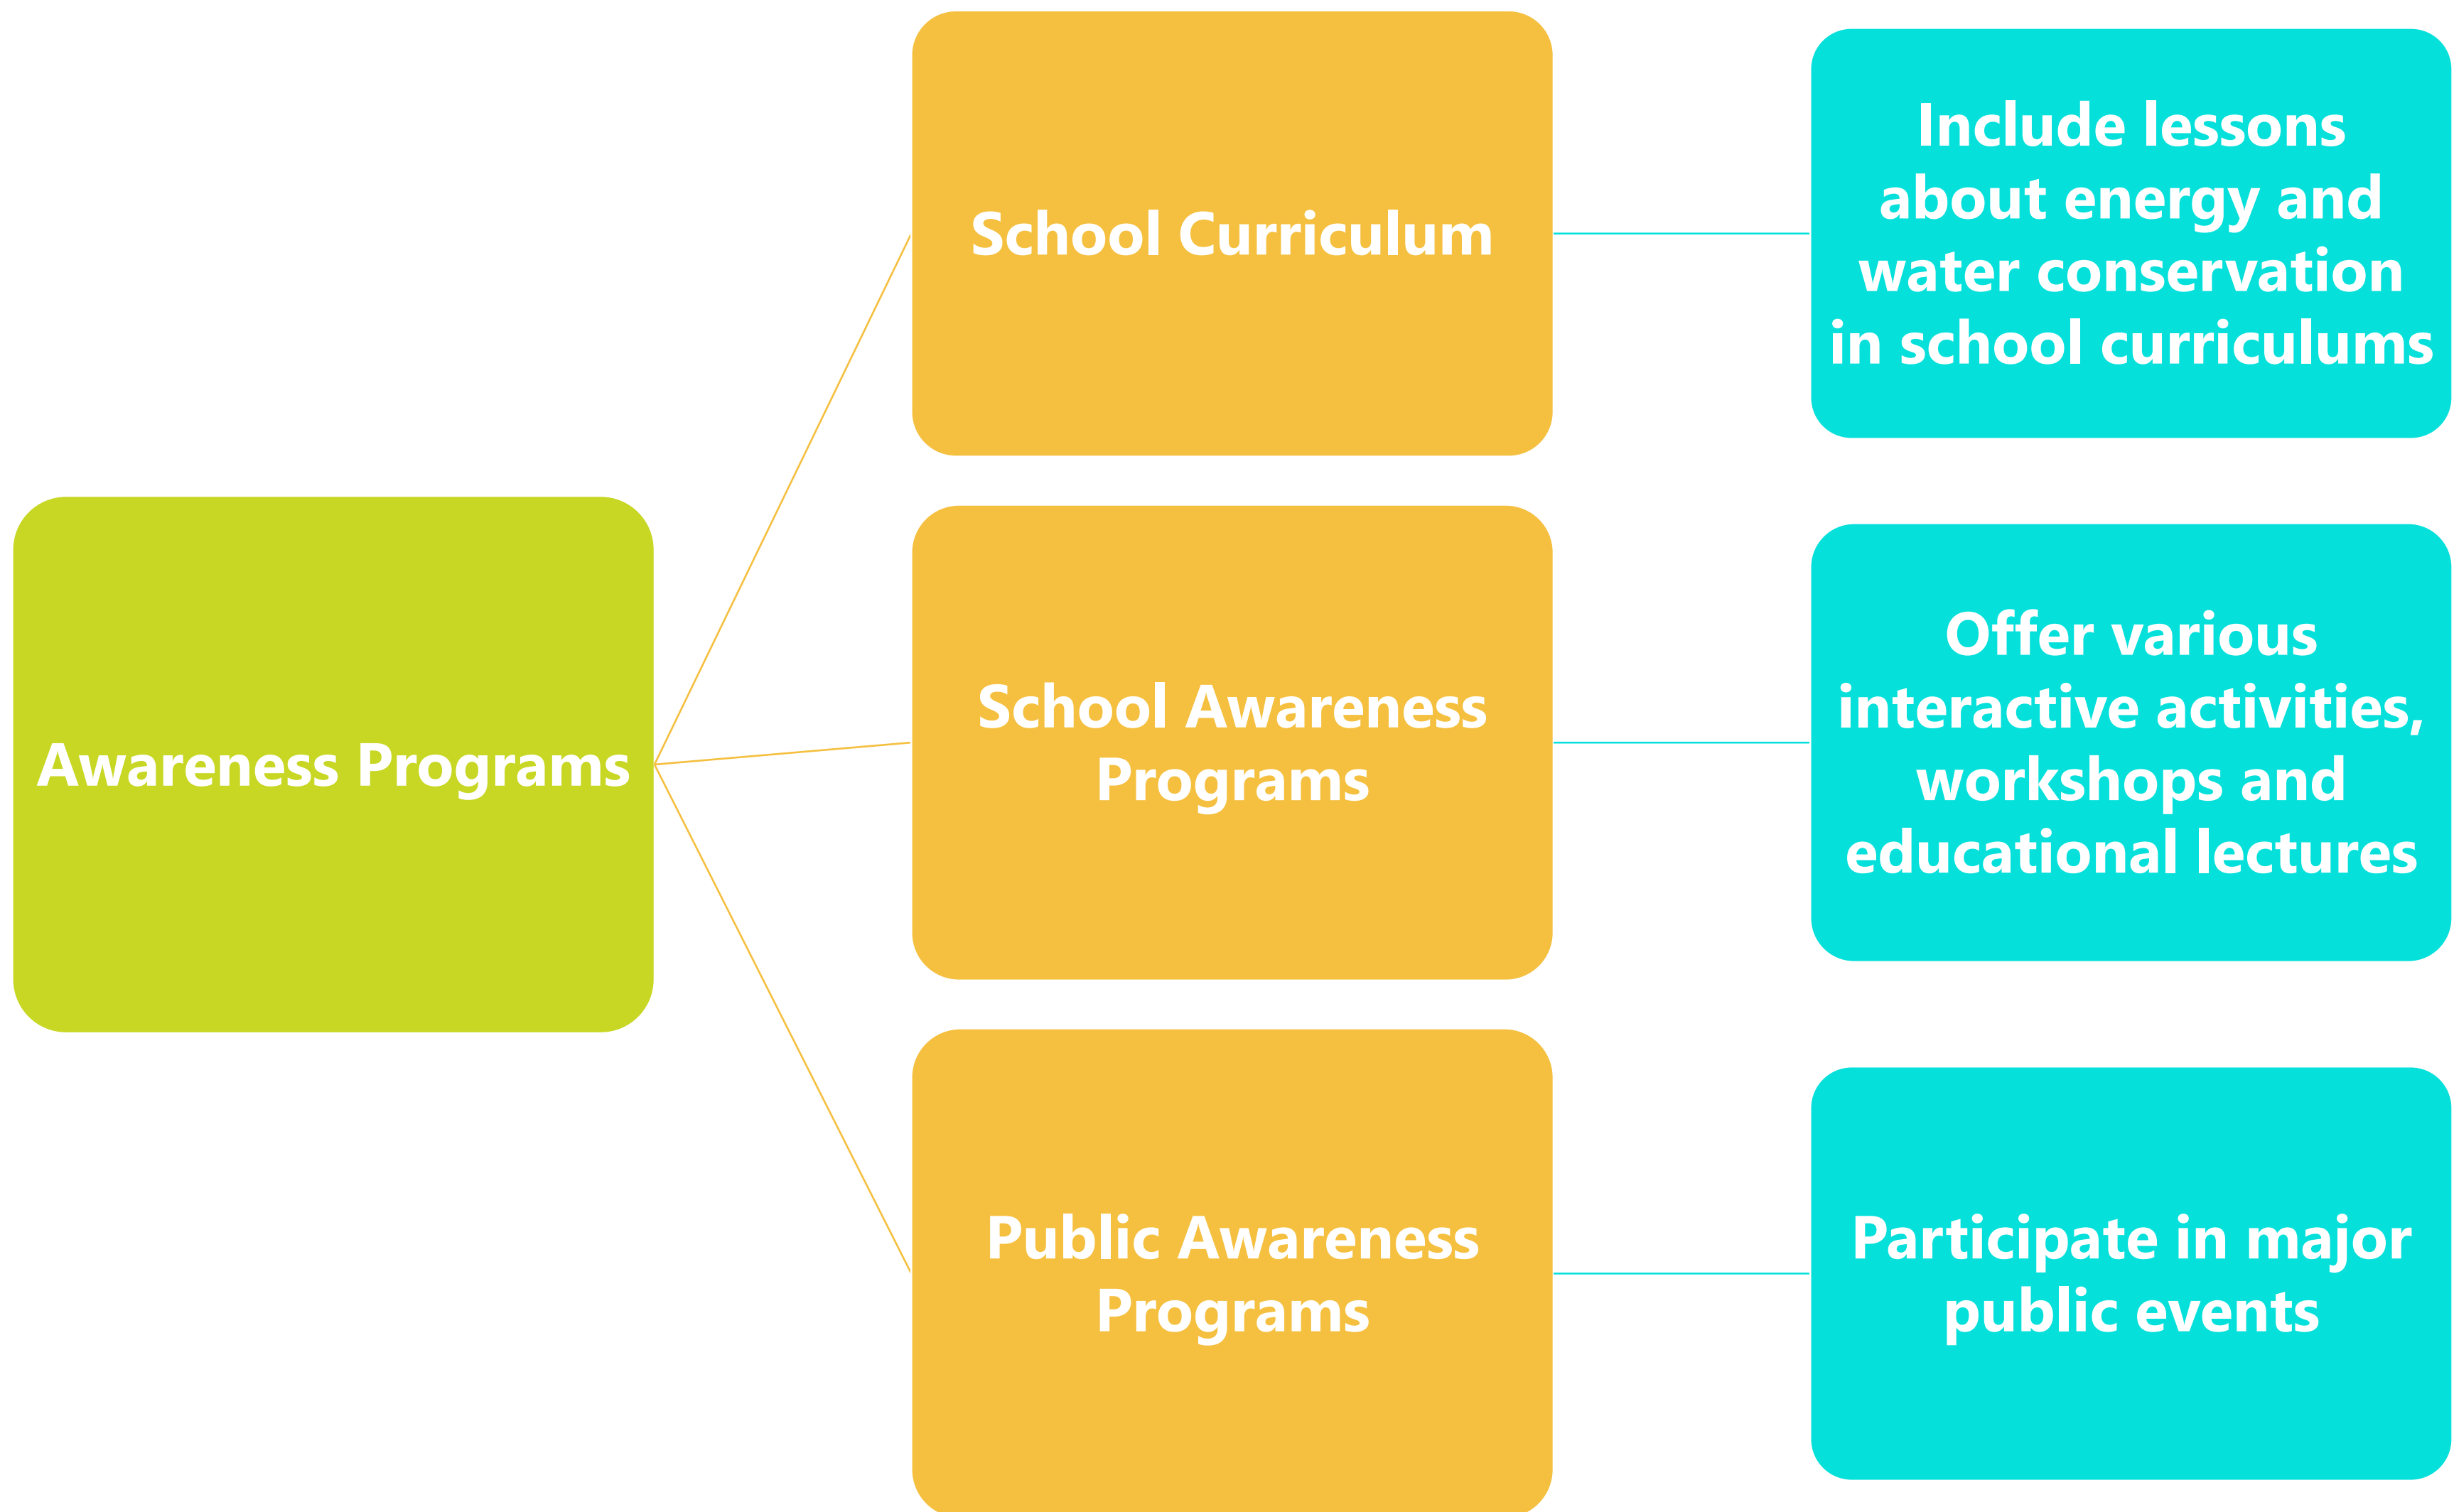 Awareness Programs
School Curriculum
Include lessons
about energy and
water conservation
in school curriculums
School Awareness
Programs
Offer various
interactive activities,
workshops and
educational lectures
Public Awareness
Programs
Participate in major
public events